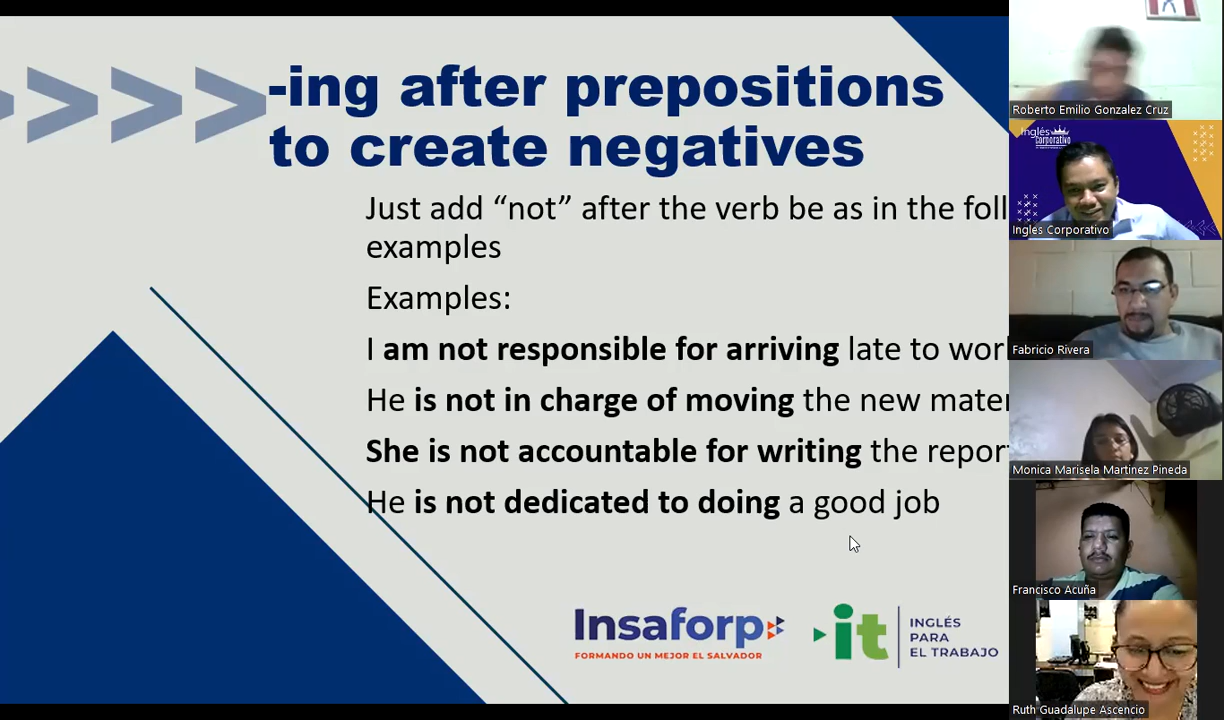 -ing after prepositions
to create negatives
Just add “not” after the verb be as in the
examples
Examples:
I am not responsible for arriving late to
He is not in charge of moving the new
She is not accountable for writing the
He is not dedicated to doing a good job
Insaforp
FORMANDO UN MEJOR EL SALVADOR
it
INGLÉS
PARA
EL TRABAJO
Roberto Emilio Gonzalez Cruz
Inglés
Corporativo
Ingles Corporativo
Fabricio Rivera
Monica Marisela Martinez Pineda
Francisco Acuña
Ruth Guadalupe Ascencio